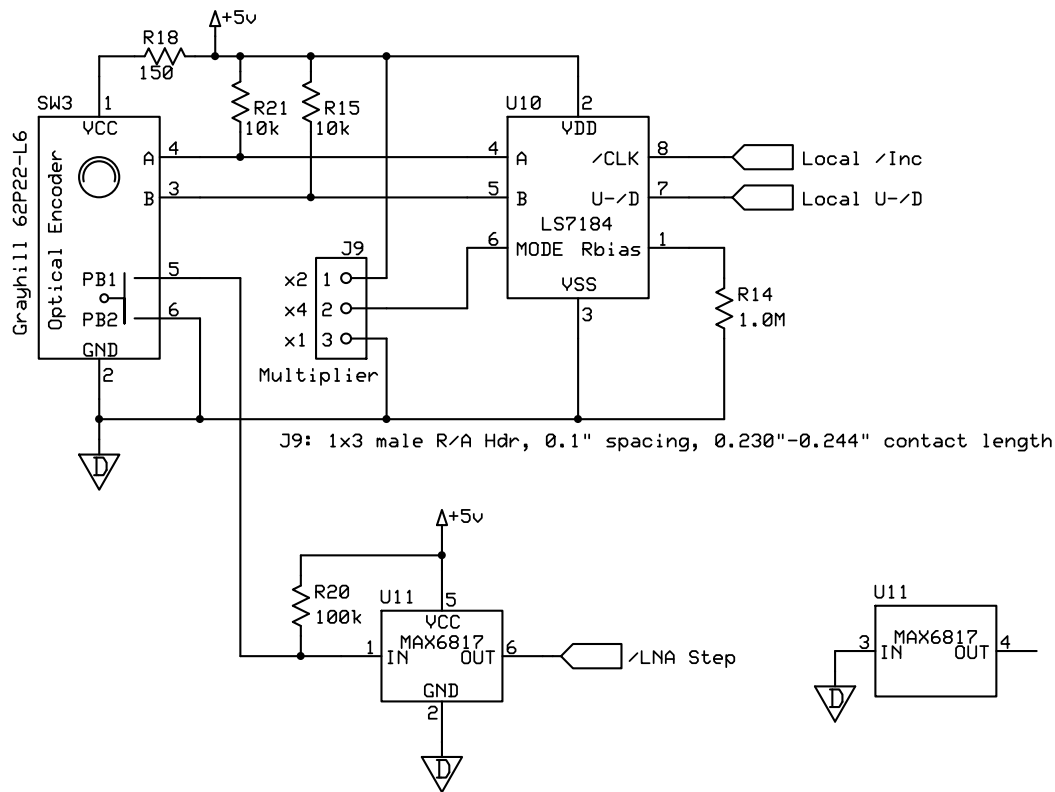 +5v
R18
150
SW3
1
VCC
R21
10k
R15
10k
U10
2
VDD
Grayhill 62P22-L6
Optical Encoder
A 4
4 A
/CLK 8
Local /Inc
B 3
5 B
U-/D 7
Local U-/D
LS7184
6 MODE
Rbias 1
J9
PB1 5
x2 1
VSS
R14
1.0M
PB2 6
x4 2
3
x1 3
GND
2
Multiplier
J9: 1x3 male R/A Hdr, 0.1" spacing, 0.230"-0.244" contact length
D
+5v
R20
100k
U11
5
VCC
MAX6817
1 IN
OUT 6
/LNA Step
GND
2
D
U11
MAX6817
3 IN
OUT 4
D